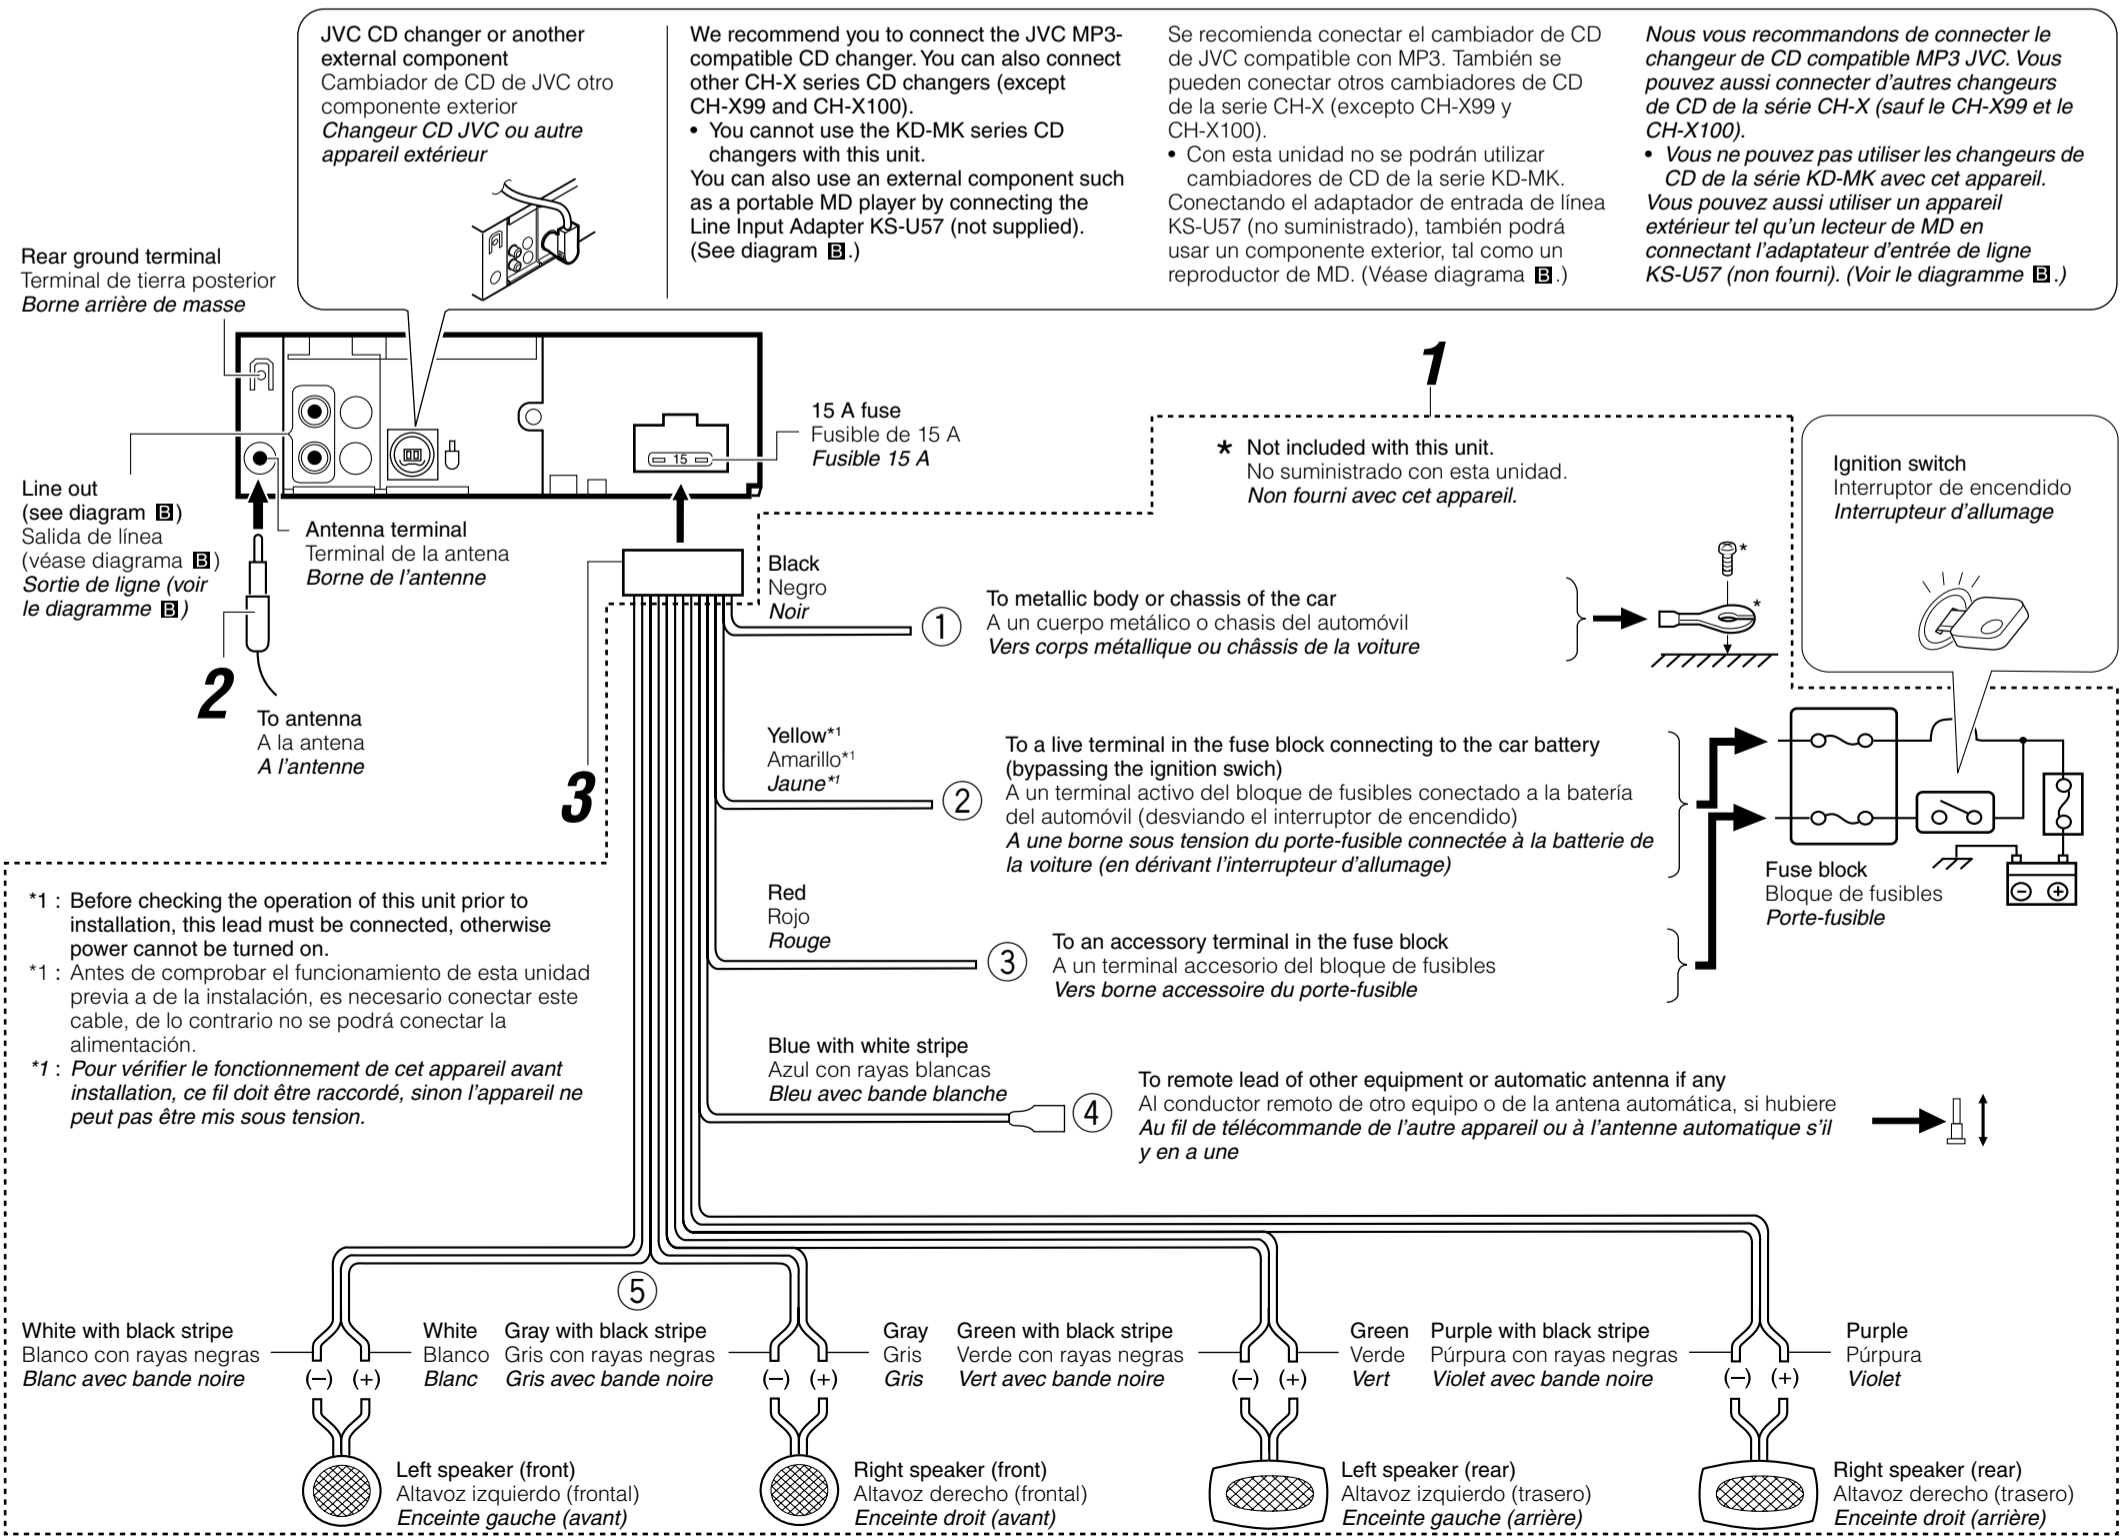 JVC CD changer or another
external component
Cambiador de CD de JVC otro
componente exterior
Changeur CD JVC ou autre
appareil extérieur
We recommend you to connect the JVC MP3-
compatible CD changer. You can also connect
other CH-X series CD changers (except
CH-X99 and CH-X100).
• You cannot use the KD-MK series CD
changers with this unit.
You can also use an external component such
as a portable MD player by connecting the
Line Input Adapter KS-U57 (not supplied).
(See diagram B.)
Se recomienda conectar el cambiador de CD
de JVC compatible con MP3. También se
pueden conectar otros cambiadores de CD
de la serie CH-X (excepto CH-X99 y
CH-X100).
• Con esta unidad no se podrán utilizar
cambiadores de CD de la serie KD-MK.
Conectando el adaptador de entrada de línea
KS-U57 (no suministrado), también podrá
usar un componente exterior, tal como un
reproductor de MD. (Véase diagrama B.)
Nous vous recommandons de connecter le
changeur de CD compatible MP3 JVC. Vous
pouvez aussi connecter d'autres changeurs
de CD de la série CH-X (sauf le CH-X99 et le
CH-X100).
• Vous ne pouvez pas utiliser les changeurs de
CD de la série KD-MK avec cet appareil.
Vous pouvez aussi utiliser un appareil
extérieur tel qu'un lecteur de MD en
connectant l'adaptateur d'entrée de ligne
KS-U57 (non fourni). (Voir le diagramme B.)
Rear ground terminal
Terminal de tierra posterior
Borne arrière de masse
15
15 A fuse
Fusible de 15 A
Fusible 15 A
1
* Not included with this unit.
No suministrado con esta unidad.
Non fourni avec cet appareil.
Ignition switch
Interruptor de encendido
Interrupteur d'allumage
Line out
(see diagram B)
Salida de línea
(véase diagrama B)
Sortie de ligne (voir
le diagramme B)
Antenna terminal
Terminal de la antena
Borne de l'antenne
2
To antenna
A la antena
A l'antenne
3
Black
Negro
Noir
1
To metallic body or chassis of the car
A un cuerpo metálico o chasis del automóvil
Vers corps métallique ou châssis de la voiture
*
*
Yellow*1
Amarillo*1
Jaune*1
2
To a live terminal in the fuse block connecting to the car battery
(bypassing the ignition swich)
A un terminal activo del bloque de fusibles conectado a la batería
del automóvil (desviando el interruptor de encendido)
A une borne sous tension du porte-fusible connectée à la batterie de
la voiture (en dérivant l'interrupteur d'allumage)
Fuse block
Bloque de fusibles
Porte-fusible
− +
Red
Rojo
Rouge
3
To an accessory terminal in the fuse block
A un terminal accesorio del bloque de fusibles
Vers borne accessoire du porte-fusible
*1 : Before checking the operation of this unit prior to
installation, this lead must be connected, otherwise
power cannot be turned on.
*1 : Antes de comprobar el funcionamiento de esta unidad
previa a de la instalación, es necesario conectar este
cable, de lo contrario no se podrá conectar la
alimentación.
*1 : Pour vérifier le fonctionnement de cet appareil avant
installation, ce fil doit être raccordé, sinon l'appareil ne
peut pas être mis sous tension.
Blue with white stripe
Azul con rayas blancas
Bleu avec bande blanche
4
To remote lead of other equipment or automatic antenna if any
Al conductor remoto de otro equipo o de la antena automática, si hubiere
Au fil de télécommande de l'autre appareil ou à l'antenne automatique s'il
y en a une
5
White with black stripe
Blanco con rayas negras
Blanc avec bande noire
(−) (+)
White
Blanco
Blanc
Gray with black stripe
Gris con rayas negras
Gris avec bande noire
(−) (+)
Gray
Gris
Gris
Green with black stripe
Verde con rayas negras
Vert avec bande noire
(−) (+)
Green
Verde
Vert
Purple with black stripe
Púrpura con rayas negras
Violet avec bande noire
(−) (+)
Purple
Púrpura
Violet
Left speaker (front)
Altavoz izquierdo (frontal)
Enceinte gauche (avant)
Right speaker (front)
Altavoz derecho (frontal)
Enceinte droit (avant)
Left speaker (rear)
Altavoz izquierdo (trasero)
Enceinte gauche (arrière)
Right speaker (rear)
Altavoz derecho (trasero)
Enceinte droit (arrière)